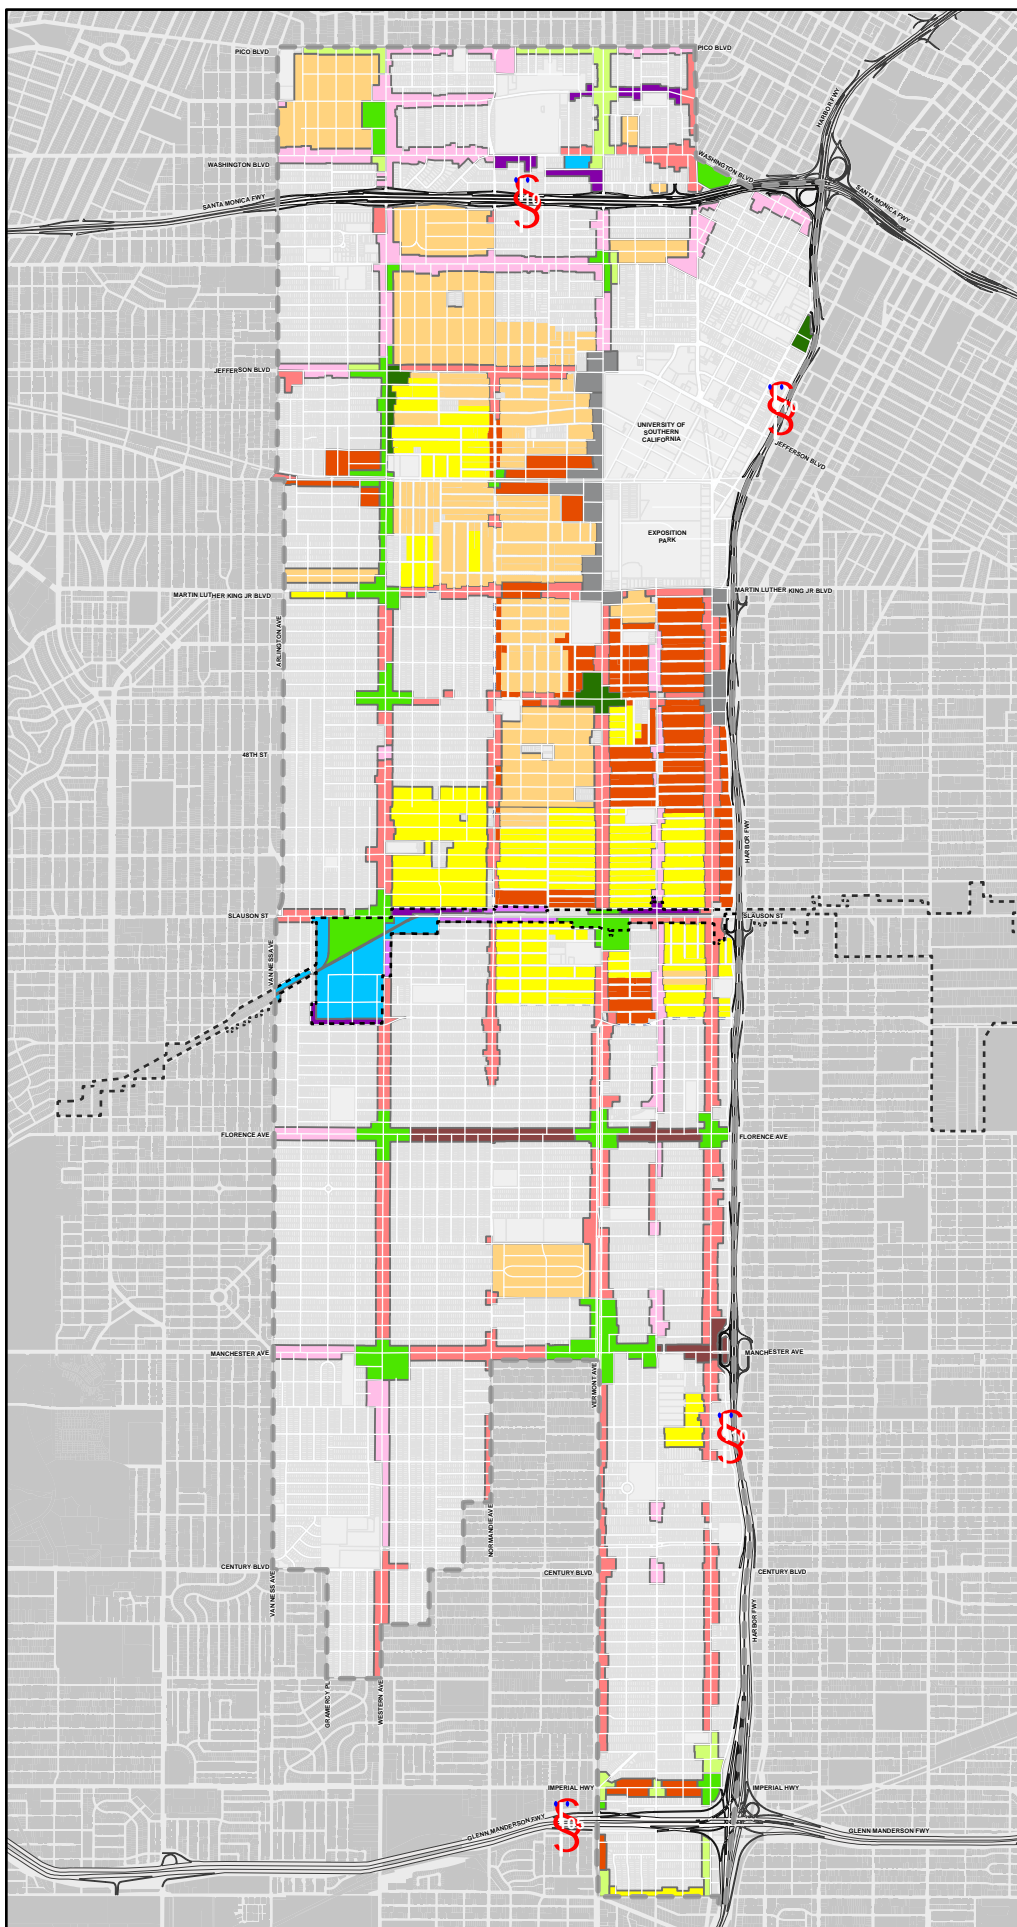 PICO BLVD
PICO BLVD
HARBOR FWY
WASHINGTON BLVD
WASHINGTON BLVD
SANTA MONICA FWY
SANTA MONICA FWY
JEFFERSON BLVD
UNIVERSITY OF
SOUTHERN
CALIFORNIA
JEFFERSON BLVD
EXPOSITION
PARK
MARTIN LUTHER KING JR BLVD
MARTIN LUTHER KING JR BLVD
ARLINGTON AVE
48TH ST
HARBOR FWY
SLAUSON ST
SLAUSON ST
VAN NESS AVE
FLORENCE AVE
FLORENCE AVE
MANCHESTER AVE
MANCHESTER AVE
VERMONT AVE
NORMANDIE AVE
CENTURY BLVD
CENTURY BLVD
CENTURY BLVD
VAN NESS AVE
HARBOR FWY
GRAMERCY PL
WESTERN AVE
IMPERIAL HWY
IMPERIAL HWY
GLENN MANDERSON FWY
GLENN MANDERSON FWY